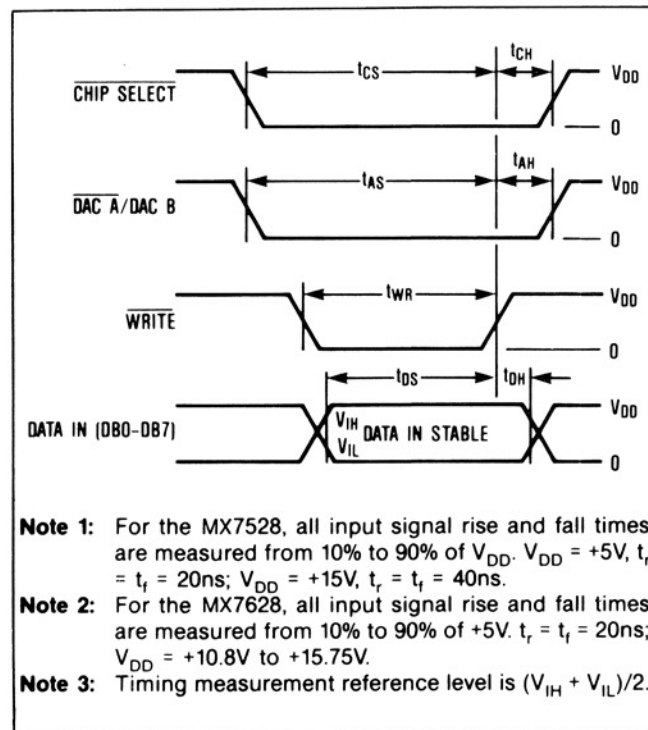 tCS
tCH
VDD
CHIP SELECT
0
tAS
tAH
VDD
DAC A/DAC B
0
tWR
VDD
WRITE
0
tDS
tDH
VDD
DATA IN (DB0-DB7)
VIH
VIL
DATA IN STABLE
0
Note 1: For the MX7528, all input signal rise and fall times
are measured from 10% to 90% of VDD. VDD = +5V, tr
= tf = 20ns; VDD = +15V, tr = tf = 40ns.
Note 2: For the MX7628, all input signal rise and fall times
are measured from 10% to 90% of +5V. tr = tf = 20ns;
VDD = +10.8V to +15.75V.
Note 3: Timing measurement reference level is (VIH + VIL)/2.